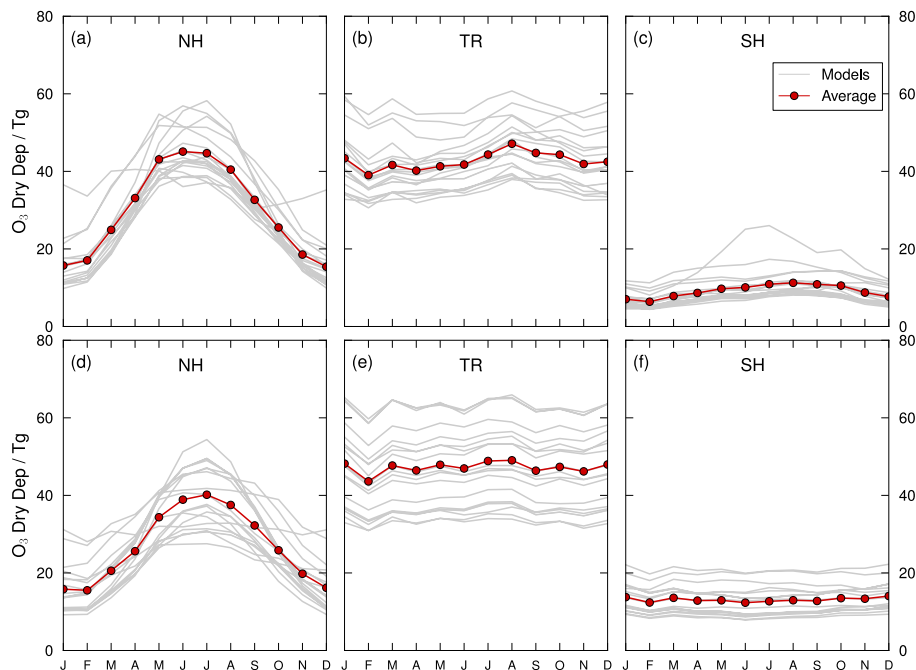 80 (a) NH (b) TR (c) SH 80
Models
Average
60 60
40 40
20 20
0 0
O3 Dry Dep / Tg
80 (d) NH (e) TR (f) SH 80
60 60
40 40
20 20
0 0
O3 Dry Dep / Tg
J F M A M J J A S O N D J F M A M J J A S O N D J F M A M J J A S O N D